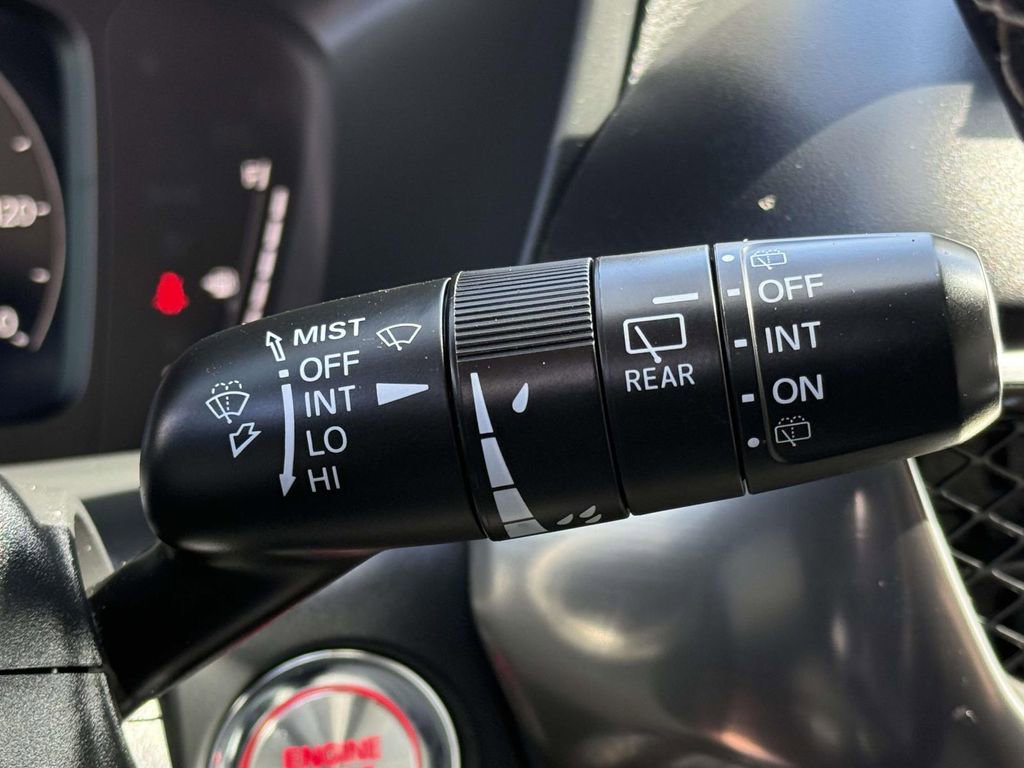 120
MIST
OFF
INT
LO
HI
REAR
OFF
INT
ON
ENGINE